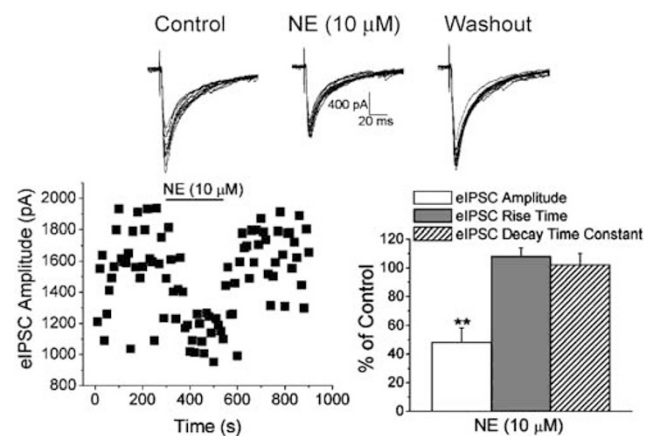 Control NE (10 µM) Washout
400 pA
20 ms
NE (10 µM)
eIPSC Amplitude (pA)
2000
1800
1600
1400
1200
1000
800
0 200 400 600 800 1000
Time (s)
eIPSC Amplitude
eIPSC Rise Time
eIPSC Decay Time Constant
% of Control
120
100
80
60
40
20
0
**
NE (10 µM)